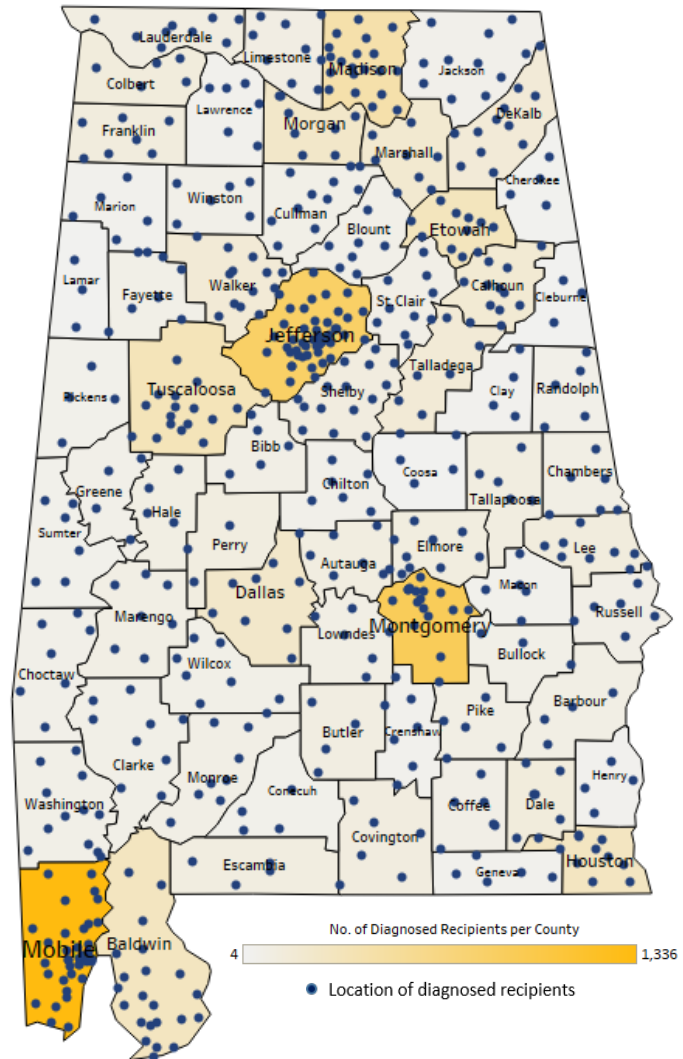 Lauderdale
Limestone
Madison
Jackson
Colbert
Lawrence
Franklin
Morgan
DeKalb
Marshall
Cherokee
Marion
Winston
Cullman
Blount
Etowah
Lamar
Fayette
Walker
St. Clair
Calhoun
Cleburne
Jefferson
Talladega
Pickens
Tuscaloosa
Shelby
Clay
Randolph
Bibb
Greene
Hale
Chilton
Coosa
Tallapoosa
Chambers
Sumter
Perry
Autauga
Elmore
Lee
Dallas
Macon
Marengo
Lowndes
Montgomery
Russell
Choctaw
Wilcox
Bullock
Clarke
Butler
Crenshaw
Pike
Barbour
Washington
Monroe
Conecuh
Coffee
Dale
Henry
Covington
Escambia
Geneva
Houston
Mobile
Baldwin
No. of Diagnosed Recipients per County
4
1,336
Location of diagnosed recipients